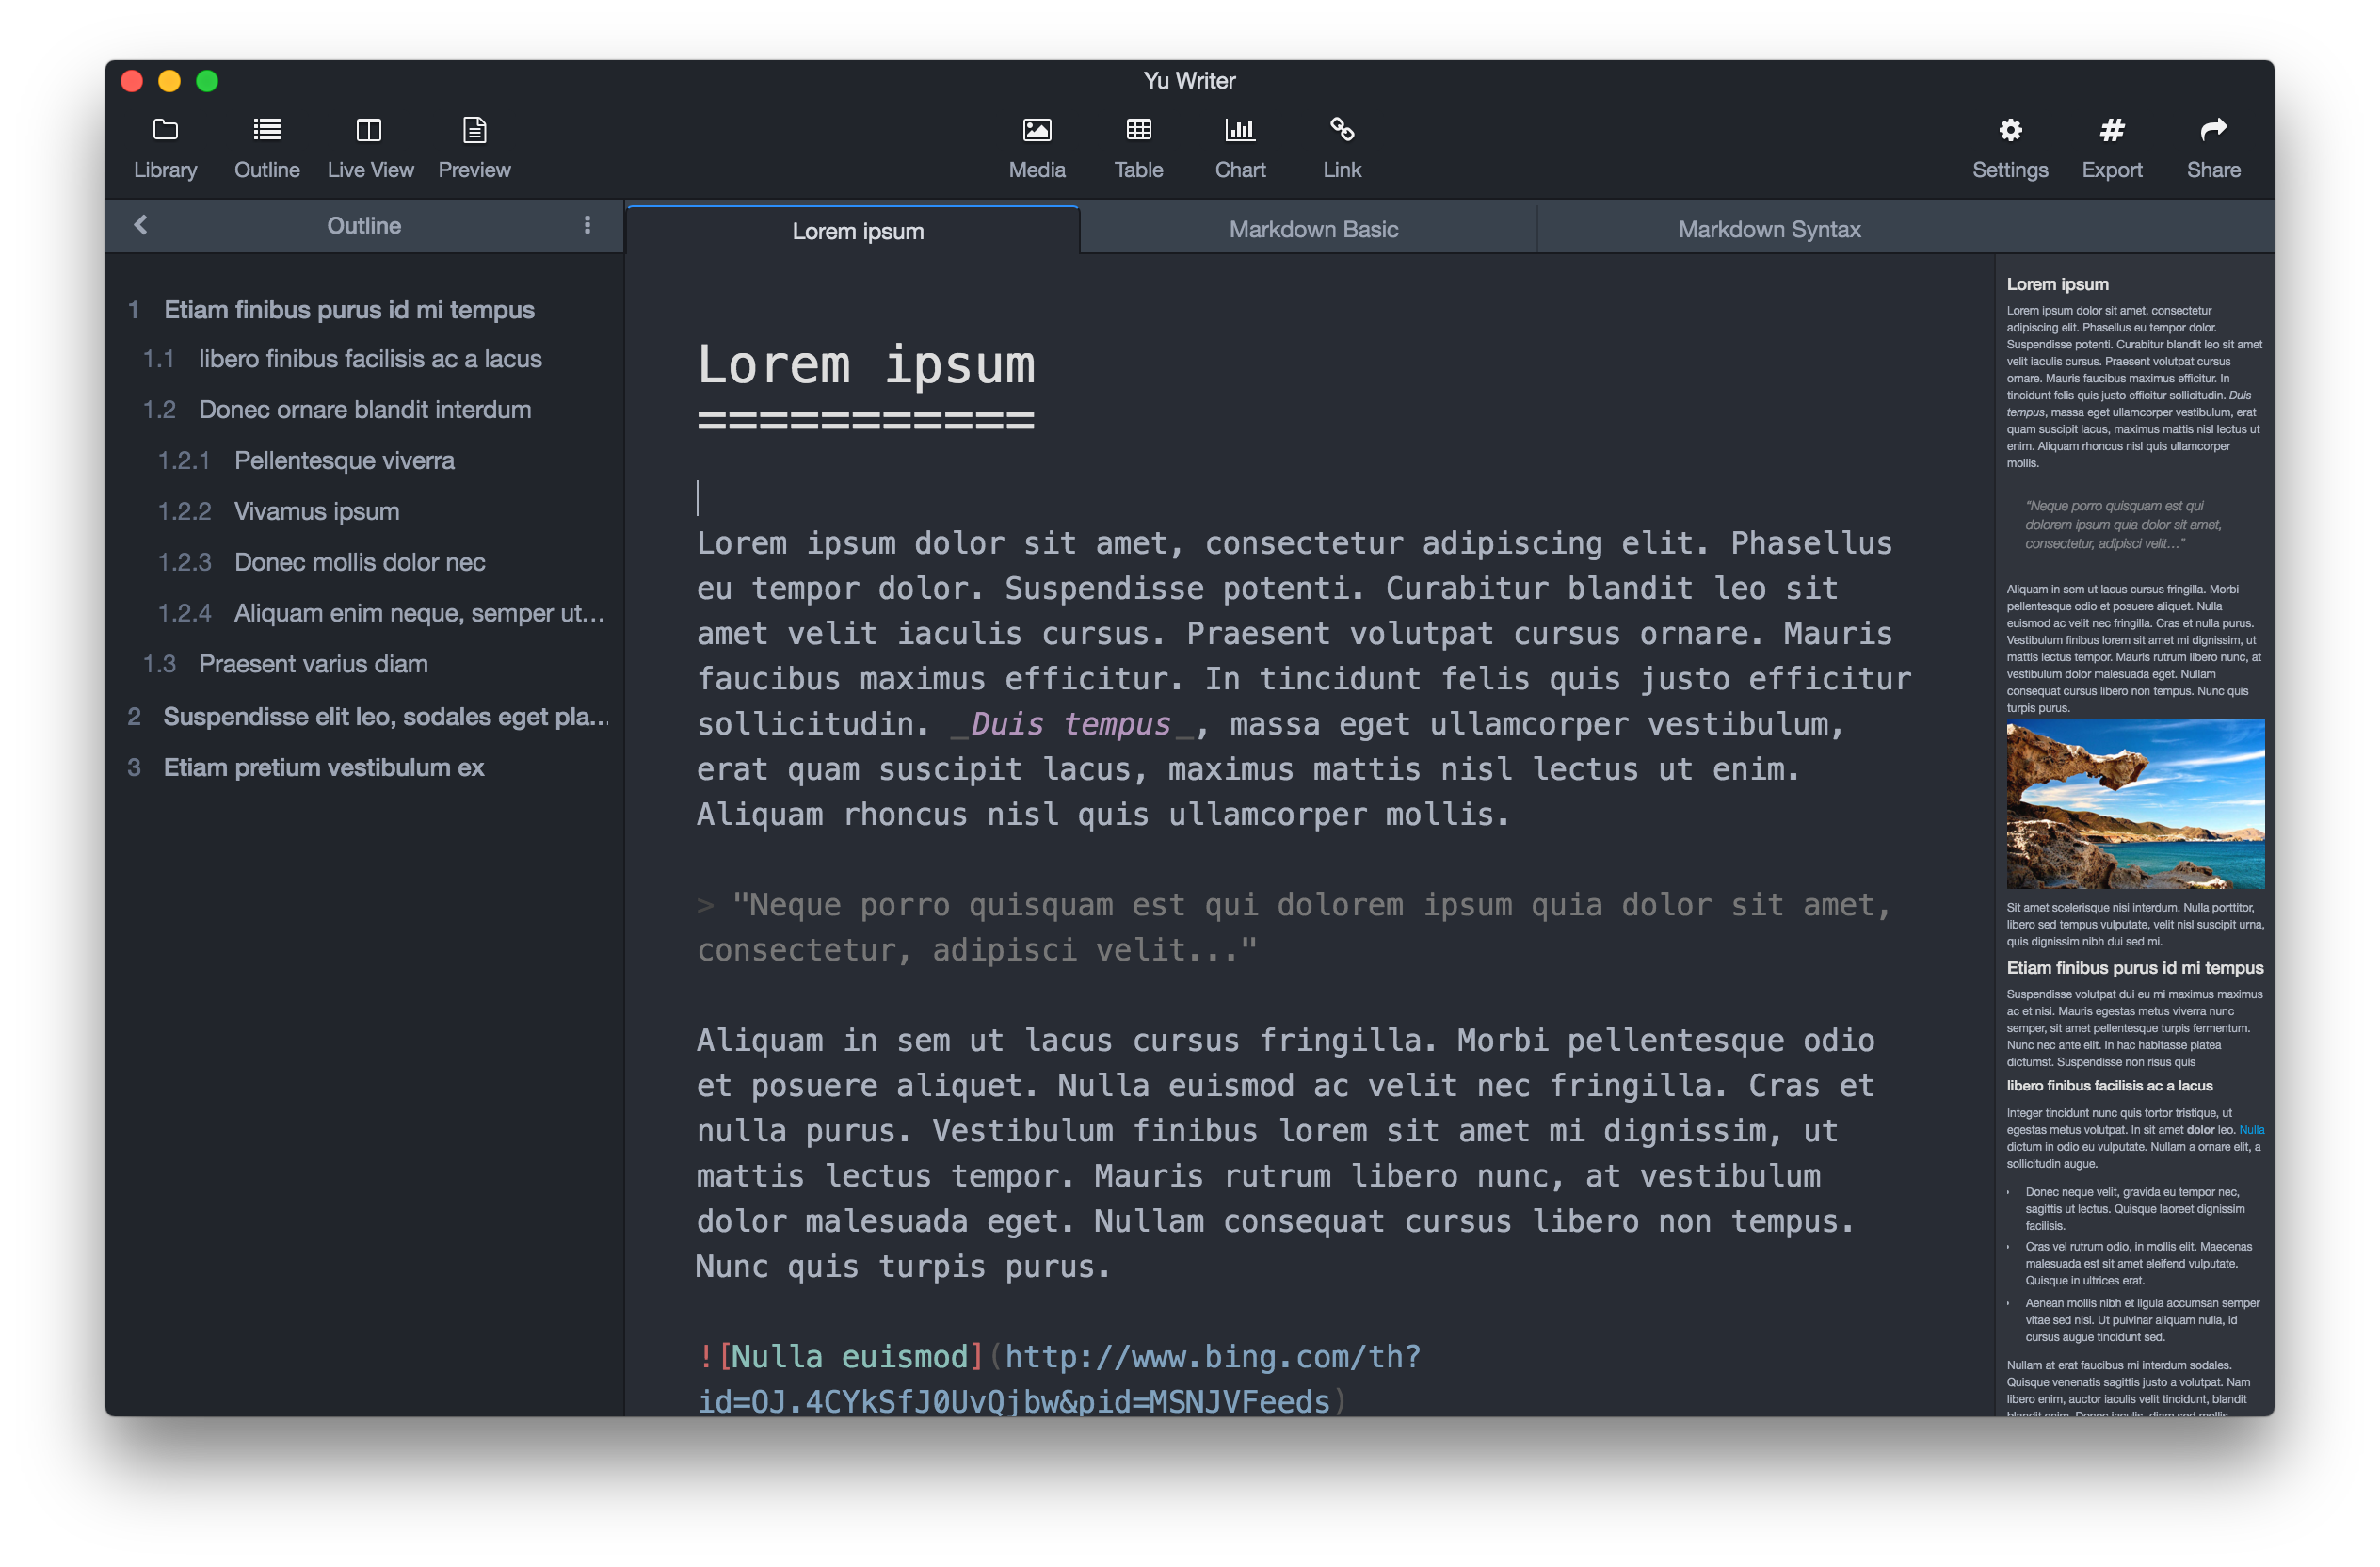 Yu Writer
Library
Outline
Live View
Preview
Media
Table
Chart
Link
Settings
Export
Share
Outline
Lorem ipsum
Markdown Basic
Markdown Syntax
1 Etiam finibus purus id mi tempus
1.1 libero finibus facilisis ac a lacus
1.2 Donec ornare blandit interdum
1.2.1 Pellentesque viverra
1.2.2 Vivamus ipsum
1.2.3 Donec mollis dolor nec
1.2.4 Aliquam enim neque, semper ut...
1.3 Praesent varius diam
2 Suspendisse elit leo, sodales eget pla...
3 Etiam pretium vestibulum ex
Lorem ipsum
===========
Lorem ipsum dolor sit amet, consectetur adipiscing elit. Phasellus
eu tempor dolor. Suspendisse potenti. Curabitur blandit leo sit
amet velit iaculis cursus. Praesent volutpat cursus ornare. Mauris
faucibus maximus efficitur. In tincidunt felis quis justo efficitur
sollicitudin. _Duis tempus_, massa eget ullamcorper vestibulum,
erat quam suscipit lacus, maximus mattis nisl lectus ut enim.
Aliquam rhoncus nisl quis ullamcorper mollis.
> "Neque porro quisquam est qui dolorem ipsum quia dolor sit amet,
consectetur, adipisci velit..."
Aliquam in sem ut lacus cursus fringilla. Morbi pellentesque odio
et posuere aliquet. Nulla euismod ac velit nec fringilla. Cras et
nulla purus. Vestibulum finibus lorem sit amet mi dignissim, ut
mattis lectus tempor. Mauris rutrum libero nunc, at vestibulum
dolor malesuada eget. Nullam consequat cursus libero non tempus.
Nunc quis turpis purus.
![Nulla euismod](http://www.bing.com/th?
id=OJ.4CYkSfJ0UvQjbw&pid=MSNJVFeeds)
Lorem ipsum
Lorem ipsum dolor sit amet, consectetur
adipiscing elit. Phasellus eu tempor dolor.
Suspendisse potenti. Curabitur blandit leo sit amet
velit iaculis cursus. Praesent volutpat cursus
ornare. Mauris faucibus maximus efficitur. In
tincidunt felis quis justo efficitur sollicitudin. Duis
tempus, massa eget ullamcorper vestibulum, erat
quam suscipit lacus, maximus mattis nisl lectus ut
enim. Aliquam rhoncus nisl quis ullamcorper
mollis.
"Neque porro quisquam est qui
dolorem ipsum quia dolor sit amet,
consectetur, adipisci velit…"
Aliquam in sem ut lacus cursus fringilla. Morbi
pellentesque odio et posuere aliquet. Nulla
euismod ac velit nec fringilla. Cras et nulla purus.
Vestibulum finibus lorem sit amet mi dignissim, ut
mattis lectus tempor. Mauris rutrum libero nunc, at
vestibulum dolor malesuada eget. Nullam
consequat cursus libero non tempus. Nunc quis
turpis purus.
Sit amet scelerisque nisi interdum. Nulla porttitor,
libero sed tempus vulputate, velit nisl suscipit urna,
quis dignissim nibh dui sed mi.
Etiam finibus purus id mi tempus
Suspendisse volutpat dui eu mi maximus maximus
ac et nisi. Mauris egestas metus viverra nunc
semper, sit amet pellentesque turpis fermentum.
Nunc nec ante elit. In hac habitasse platea
dictumst. Suspendisse non risus quis
libero finibus facilisis ac a lacus
Integer tincidunt nunc quis tortor tristique, ut
egestas metus volutpat. In sit amet dolor leo. Nulla
dictum in odio eu vulputate. Nullam a ornare elit, a
sollicitudin augue.
Donec neque velit, gravida eu tempor nec,
sagittis ut lectus. Quisque laoreet dignissim
facilisis.
Cras vel rutrum odio, in mollis elit. Maecenas
malesuada est sit amet eleifend vulputate.
Quisque in ultrices erat.
Aenean mollis nibh et ligula accumsan semper
vitae sed nisi. Ut pulvinar aliquam nulla, id
cursus augue tincidunt sed.
Nullam at erat faucibus mi interdum sodales.
Quisque venenatis sagittis justo a volutpat. Nam
libero enim, auctor iaculis velit tincidunt, blandit
blandit enim. Donec iaculis, diam sed mollis